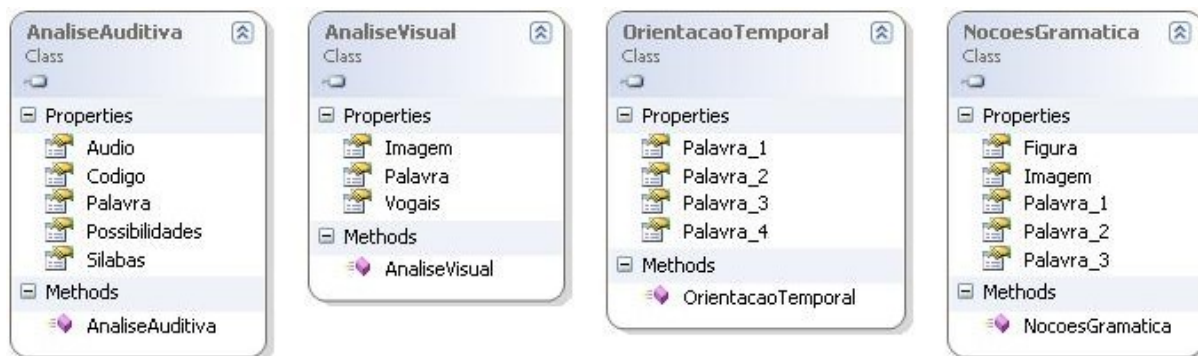 AnaliseAuditiva
Class
Properties
Audio
Codigo
Palavra
Possibilidades
Silabas
Methods
AnaliseAuditiva
AnaliseVisual
Class
Properties
Imagem
Palavra
Vogais
Methods
AnaliseVisual
OrientacaoTemporal
Class
Properties
Palavra_1
Palavra_2
Palavra_3
Palavra_4
Methods
OrientacaoTemporal
NocoesGramatica
Class
Properties
Figura
Imagem
Palavra_1
Palavra_2
Palavra_3
Methods
NocoesGramatica